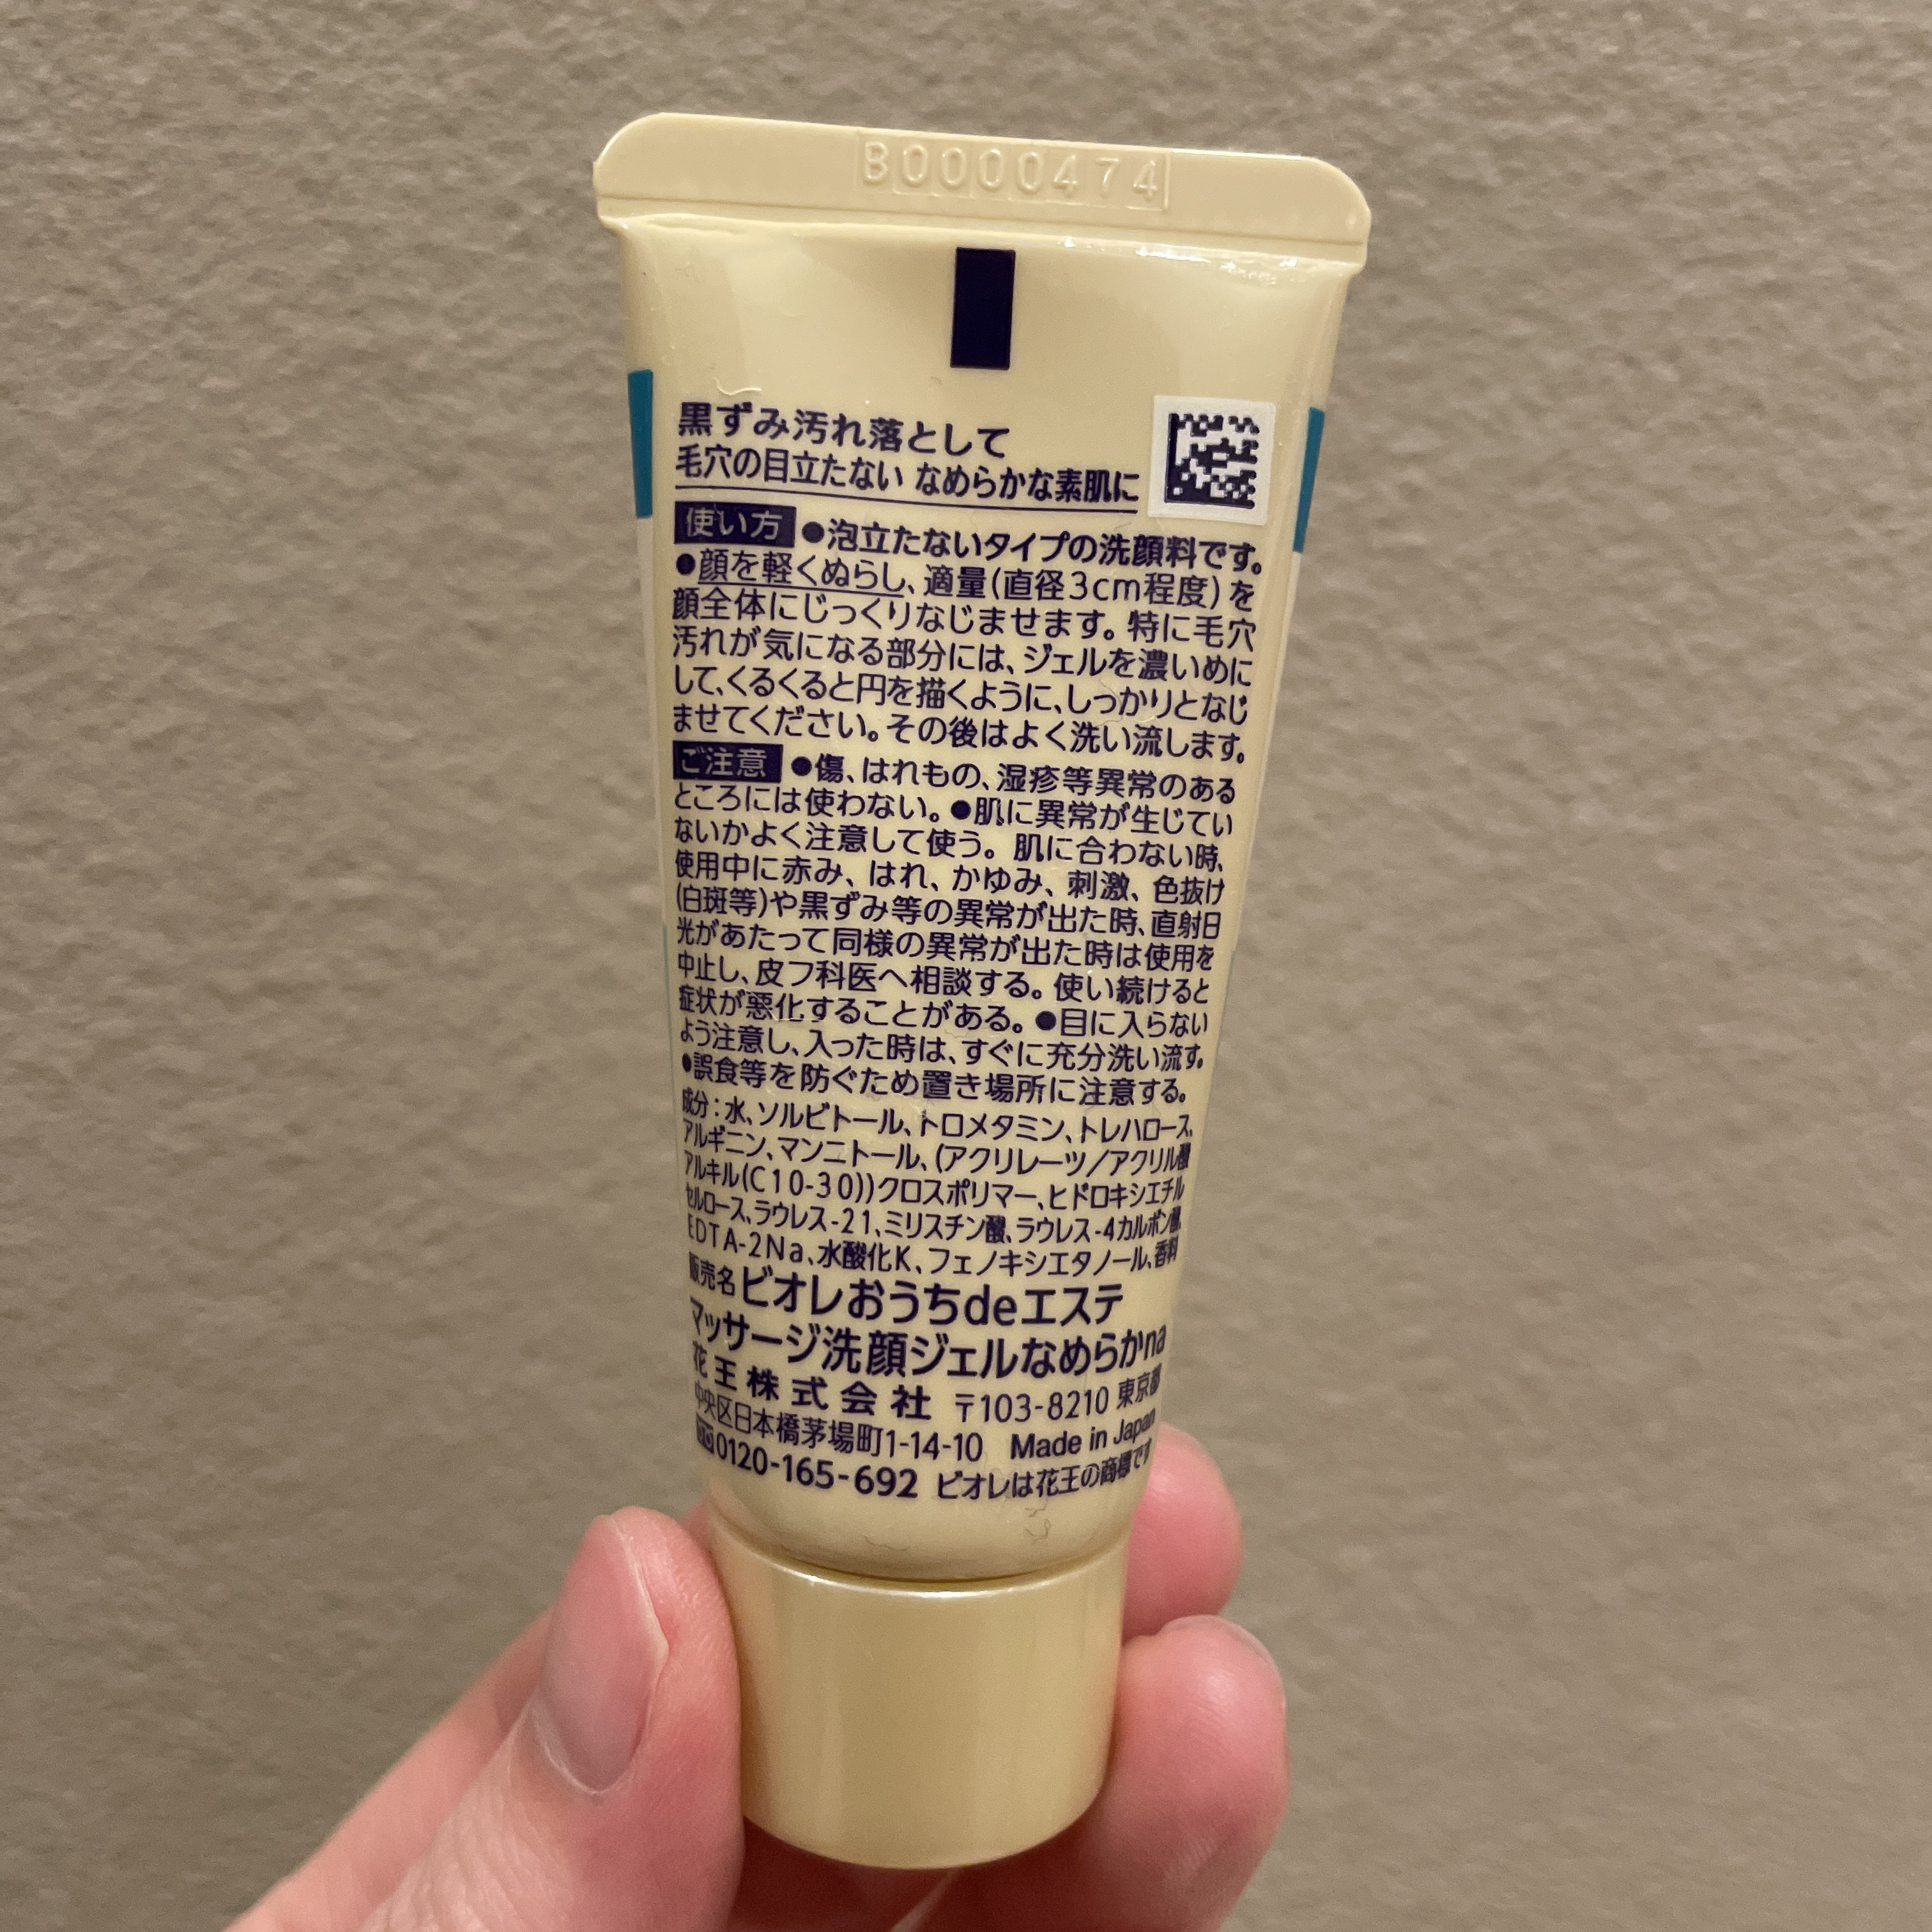 B0000474
黒ずみ汚れ落として
毛穴の目立たない なめらかな素肌に
使い方 ●泡立たないタイプの洗顔料です。
●顔を軽くぬらし、適量(直径3cm程度)を
顔全体にじっくりなじませます。特に毛穴
汚れが気になる部分には、ジェルを濃いめに
して、くるくると円を描くように、しっかりとなじ
ませてください。その後はよく洗い流します。
ご注意 ●傷、はれもの、湿疹等異常のある
ところには使わない。●肌に異常が生じてい
ないかよく注意して使う。肌に合わない時、
使用中に赤み、はれ、かゆみ、刺激、色抜け
(白斑等)や黒ずみ等の異常が出た時、直射日
光があたって同様の異常が出た時は使用を
中止し、皮フ科医へ相談する。使い続けると
症状が悪化することがある。●目に入らない
よう注意し、入った時は、すぐに充分洗い流す。
●誤食等を防ぐため置き場所に注意する。
成分:水、ソルビトール、トロメタミン、トレハロース、
アルギニン、マンニトール、(アクリレーツ/アクリル酸
アルキル(C10-30))クロスポリマー、ヒドロキシエチル
セルロース、ラウレス-21、ミリスチン酸、ラウレス-4カルボン酸、
EDTA-2Na、水酸化K、フェノキシエタノール、香料
販売名 ビオレおうちdeエステ
マッサージ洗顔ジェルなめらかna
花王株式会社 〒103-8210 東京都
中央区日本橋茅場町1-14-10 Made in Japan
0120-165-692 ビオレは花王の商標です